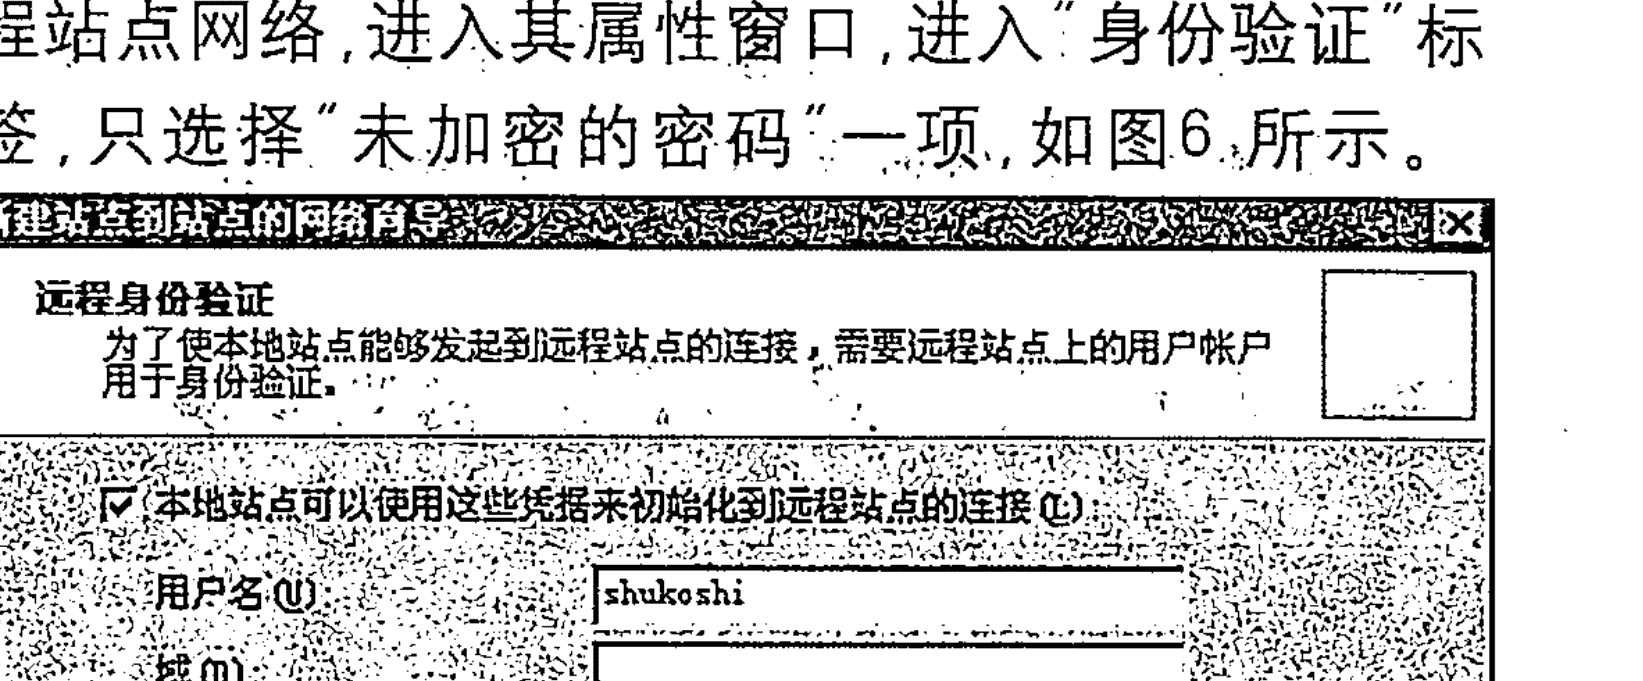 程站点网络,进入其属性窗口,进入"身份验证"标
签,只选择"未加密的密码"一项,如图6所示。
新建站点到站点的网络向导
远程身份验证
为了使本地站点能够发起到远程站点的连接，需要远程站点上的用户帐户
用于身份验证。
本地站点可以使用这些凭据来初始化到远程站点的连接(L):
用户名(U)
shukoshi
域(D)